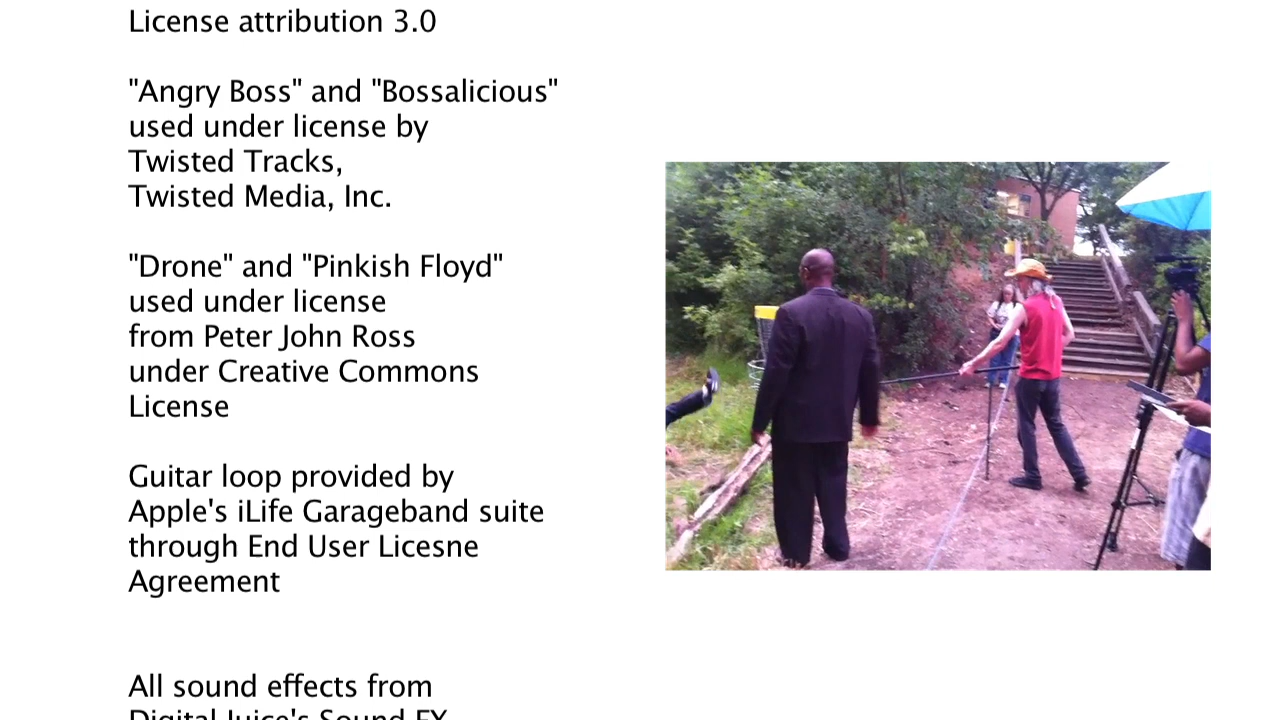 License attribution 3.0
"Angry Boss" and "Bossalicious"
used under license by
Twisted Tracks,
Twisted Media, Inc.
"Drone" and "Pinkish Floyd"
used under license
from Peter John Ross
under Creative Commons
License
Guitar loop provided by
Apple's iLife Garageband suite
through End User Licesne
Agreement
All sound effects from
Digital Juice's Sound FX